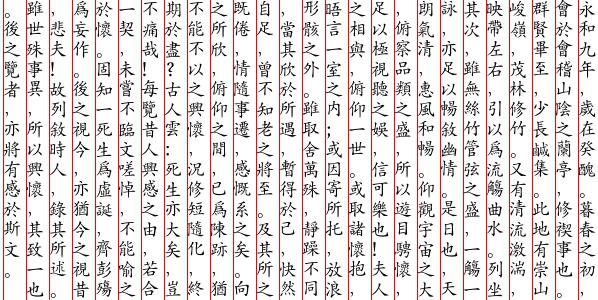 永和九年,歲在癸醜。暮春之初,
會於會稽山陰之蘭亭,修禊事也。
群賢畢至,少長鹹集。此地有崇山
峻嶺,茂林修竹。又有清流激湍,
映帶左右,引以爲流觴曲水。列坐
其次,雖無絲竹管弦之盛,一觴一
詠,亦足以暢敘幽情。是日也,天
朗氣清,惠風和暢。仰觀宇宙之大
,俯察品類之盛,所以遊目騁懷,
足以極視聽之娛,信可樂也!夫人
之相與,俯仰一世。或取諸懷抱,
晤言一室之內;或因寄所托,放浪
形骸之外。雖取舍萬殊,靜躁不同
,當其欣於所遇,暫得於己,快然
自足,曾不知老之將至。及其所之
既倦,情隨事遷,感慨系之矣。向
之所欣,俯仰之間,已爲陳跡,猶
不能不以之興懷,況修短隨化,終
期於盡?古人雲:死生亦大矣,豈
不痛哉!每覽昔人興感之由,若合
一契,未嘗不臨文嗟悼,不能喻之
於懷。固知一死生爲虛誕,齊彭殤
爲妄作。後之視今,亦猶今之視昔
,悲夫!故列敘時人,錄其所述。
雖世殊事異,所以興懷,其致一也
。後之覽者,亦將有感於斯文。